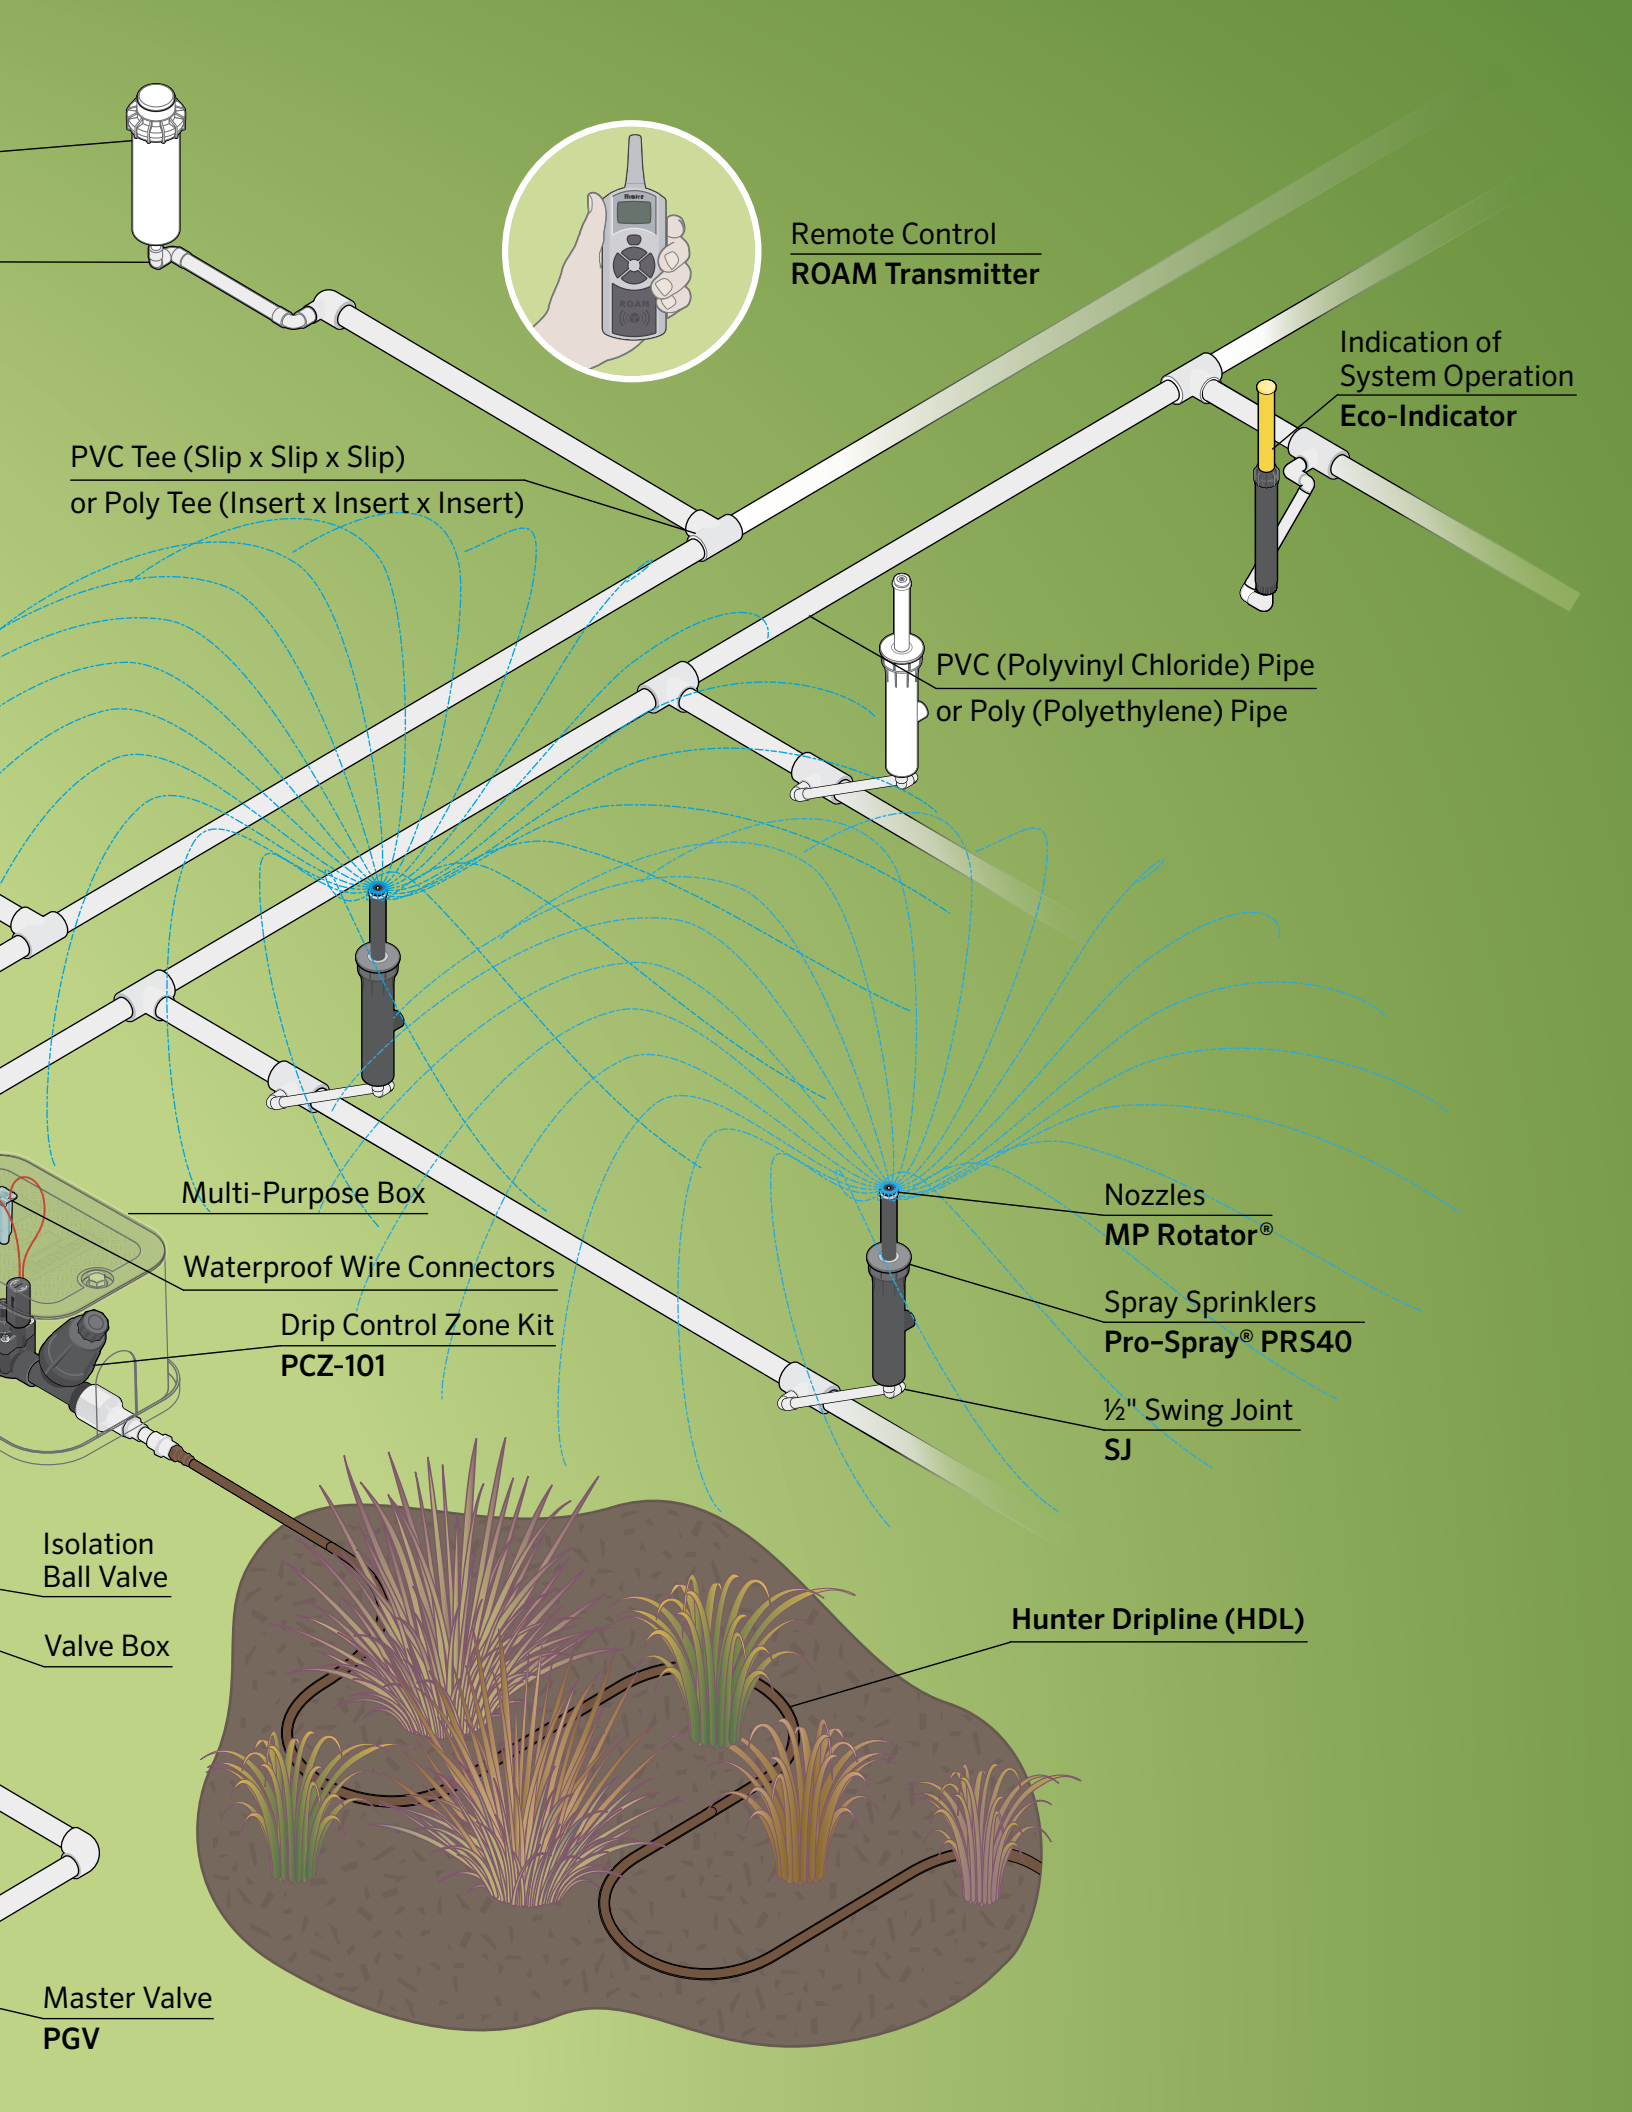 Hunter
ROAM
Remote Control
ROAM Transmitter
Indication of
System Operation
Eco-Indicator
PVC Tee (Slip x Slip x Slip)
or Poly Tee (Insert x Insert x Insert)
PVC (Polyvinyl Chloride) Pipe
or Poly (Polyethylene) Pipe
Multi-Purpose Box
Waterproof Wire Connectors
Drip Control Zone Kit
PCZ-101
Nozzles
MP Rotator®
Spray Sprinklers
Pro-Spray® PRS40
½" Swing Joint
SJ
Isolation
Ball Valve
Valve Box
Hunter Dripline (HDL)
Master Valve
PGV